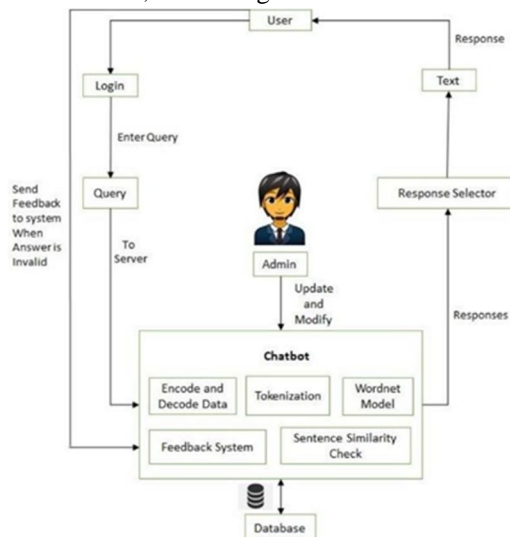 User
Response
Login
Text
Enter Query
Send
Feedback
to system
When
Answer is
Invalid
Query
Response Selector
To
Server
Admin
Update
and
Modify
Responses
Chatbot
Encode and
Decode Data
Tokenization
Wordnet
Model
Feedback System
Sentence Similarity
Check
Database